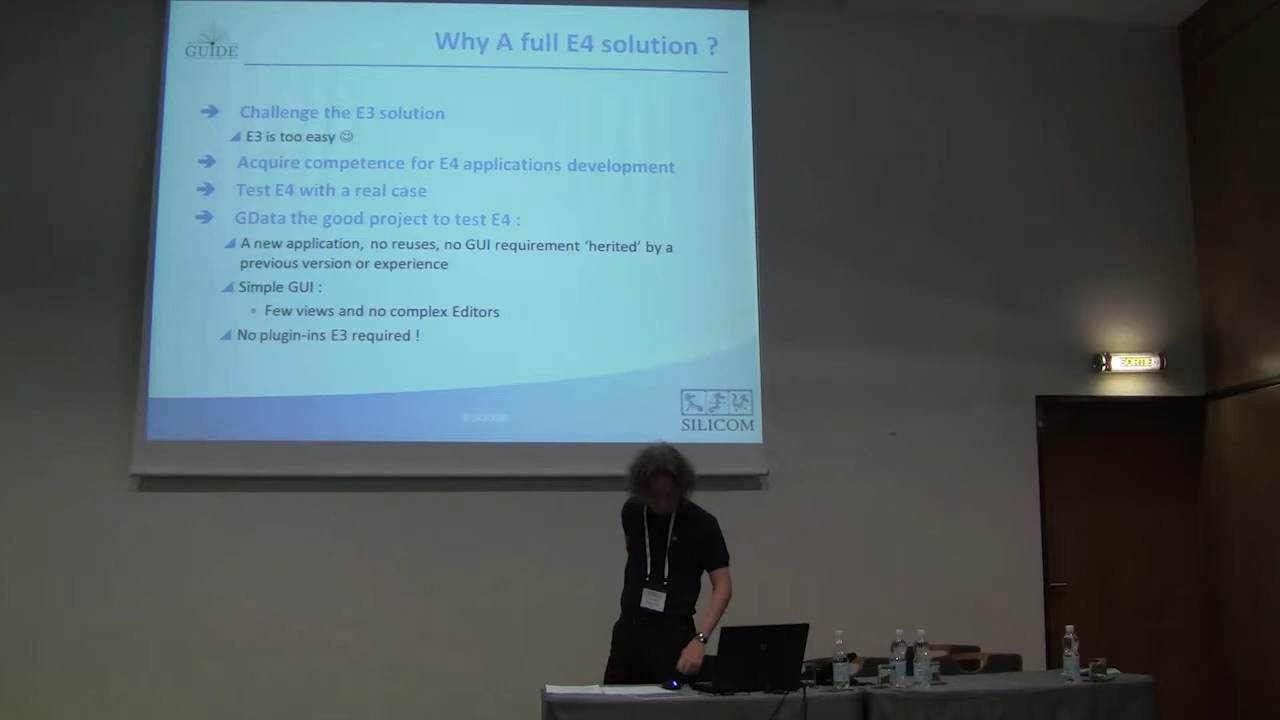 GUIDE
Why A full E4 solution ?
Challenge the E3 solution
E3 is too easy ☺
Acquire competence for E4 applications development
Test E4 with a real case
GData the good project to test E4 :
A new application, no reuses, no GUI requirement ‘herited’ by a
previous version or experience
Simple GUI :
Few views and no complex Editors
No plugin-ins E3 required !
SILICOM